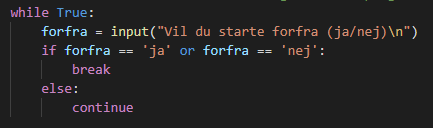 while True:
    forfra = input("Vil du starte forfra (ja/nej)\n")
    if forfra == 'ja' or forfra == 'nej':
        break
    else:
        continue